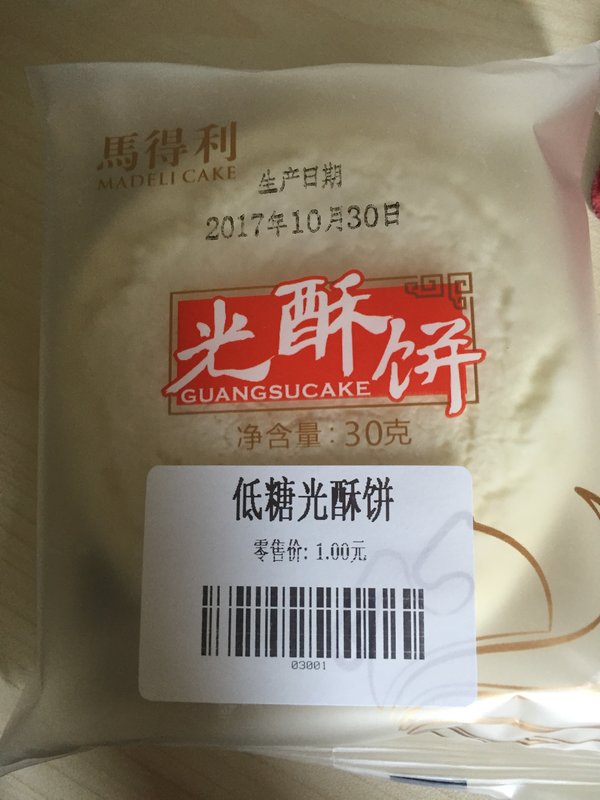 馬得利
MADELI CAKE
生产日期
2017年10月30日
光酥饼
GUANGSUCAKE
净含量:30克
低糖光酥饼
零售价: 1.00元
03001